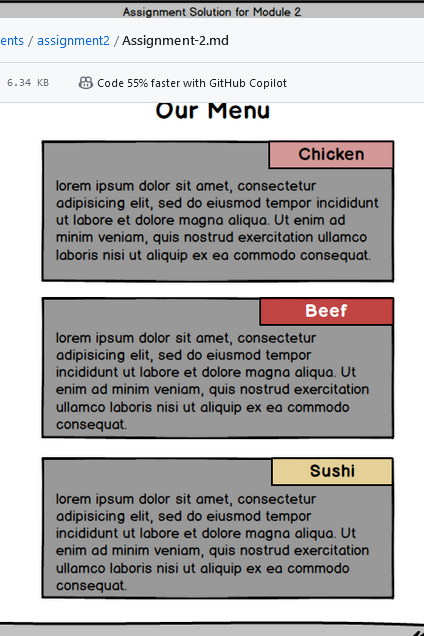 Assignment Solution for Module 2
ents / assignment2 / Assignment-2.md
6.34 KB
Code 55% faster with GitHub Copilot
Our Menu
Chicken
lorem ipsum dolor sit amet, consectetur
adipisicing elit, sed do eiusmod tempor incididunt
ut labore et dolore magna aliqua. Ut enim ad
minim veniam, quis nostrud exercitation ullamco
laboris nisi ut aliquip ex ea commodo consequat.
Beef
lorem ipsum dolor sit amet, consectetur
adipisicing elit, sed do eiusmod tempor
incididunt ut labore et dolore magna aliqua. Ut
enim ad minim veniam, quis nostrud exercitation
ullamco laboris nisi ut aliquip ex ea commodo
consequat.
Sushi
lorem ipsum dolor sit amet, consectetur
adipisicing elit, sed do eiusmod tempor
incididunt ut labore et dolore magna aliqua. Ut
enim ad minim veniam, quis nostrud exercitation
ullamco laboris nisi ut aliquip ex ea commodo
consequat.